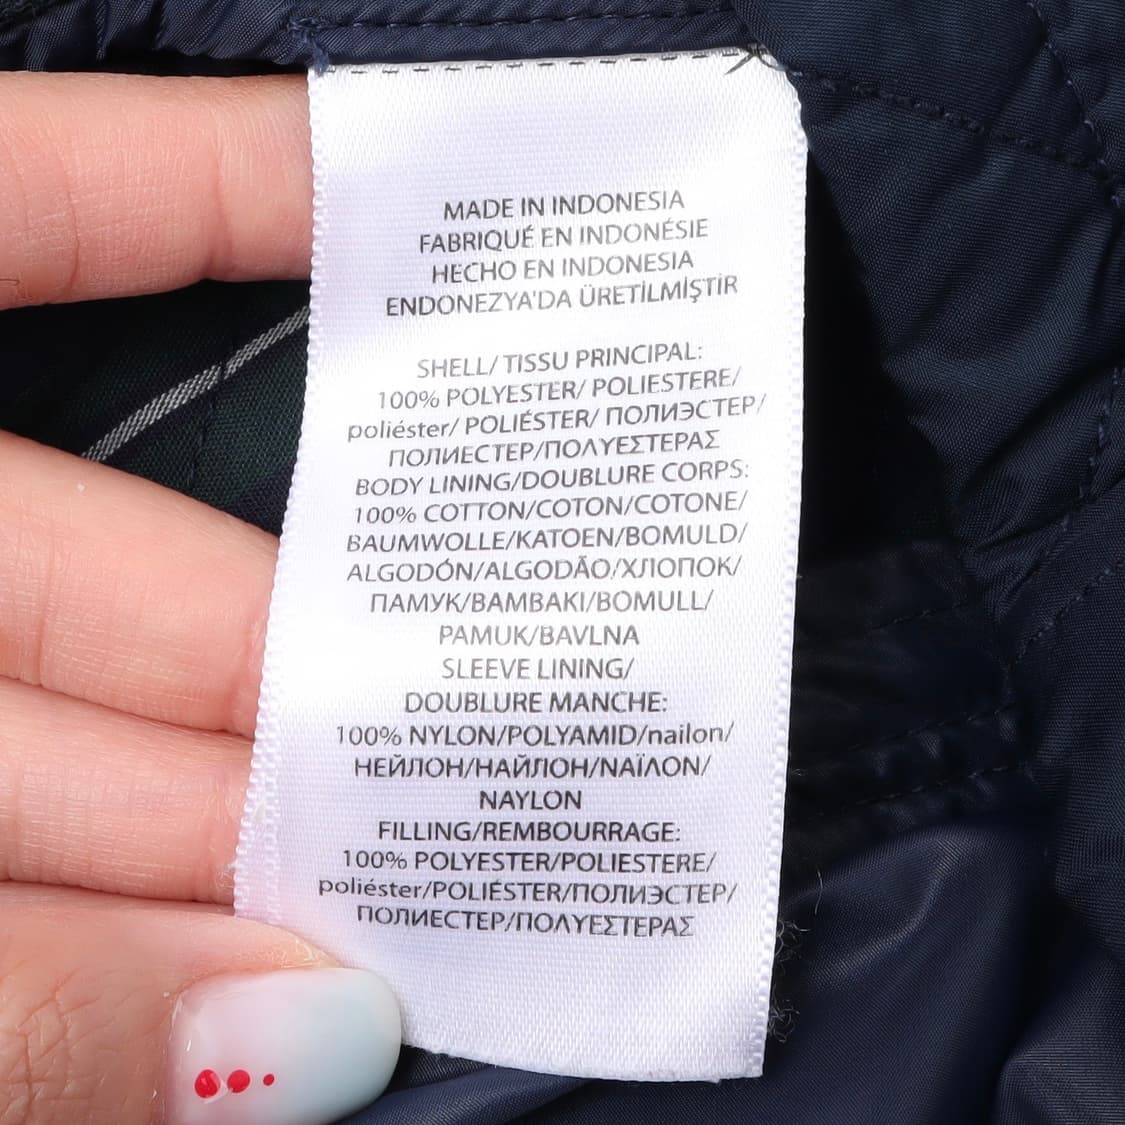 MADE IN INDONESIA
FABRIQUÉ EN INDONÉSIE
HECHO EN INDONESIA
ENDONEZYA'DA ÜRETİLMİŞTİR
SHELL/ TISSU PRINCIPAL:
100% POLYESTER/ POLIESTERE/
poliéster/ POLIÉSTER/ ПОЛИЭСТЕР/
ПОЛИЕСТЕР/ΠΟΛΥΕΣΤΕΡΑΣ
BODY LINING/DOUBLURE CORPS:
100% COTTON/COTON/COTONE/
BAUMWOLLE/KATOEN/BOMULD/
ALGODÓN/ALGODÃO/ХЛОПОК/
ПАМУК/ΒΑΜΒΑΚΙ/BOMULL/
PAMUK/BAVLNA
SLEEVE LINING/
DOUBLURE MANCHE:
100% NYLON/POLYAMID/nailon/
НЕЙЛОН/НАЙЛОН/ΝΑΪΛΟΝ/
NAYLON
FILLING/REMBOURRAGE:
100% POLYESTER/POLIESTERE/
poliéster/POLIÉSTER/ПОЛИЭСТЕР/
ПОЛИЕСТЕР/ΠΟΛΥΕΣΤΕΡΑΣ